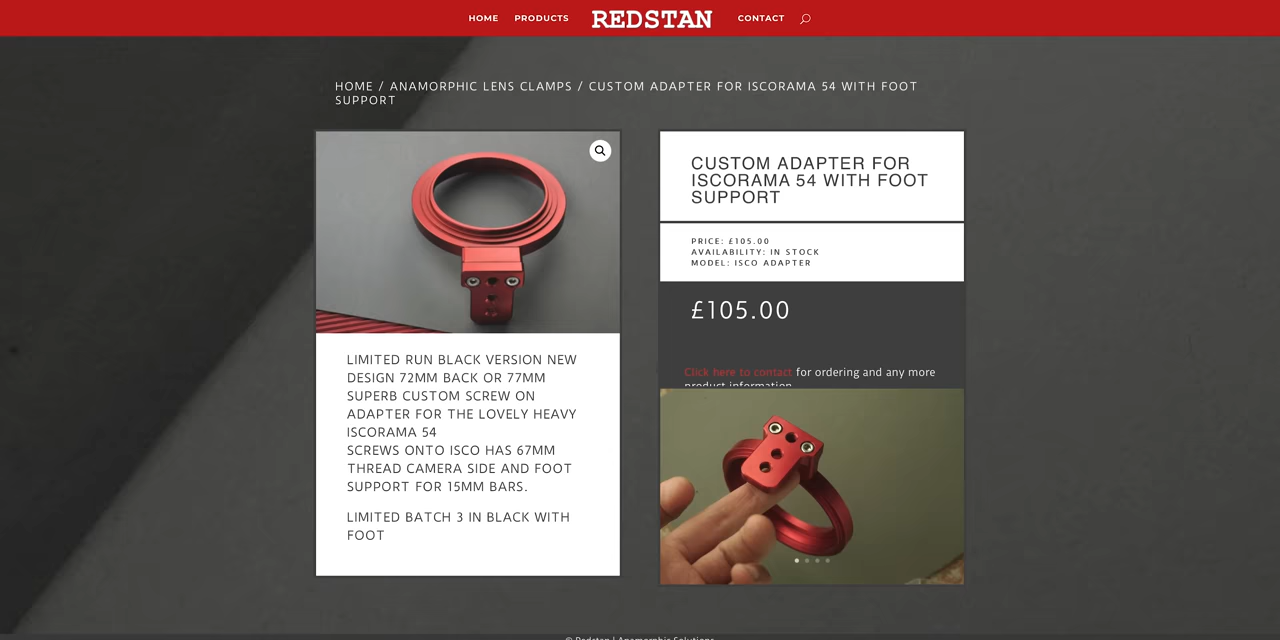 HOME PRODUCTS REDSTAN CONTACT
HOME / ANAMORPHIC LENS CLAMPS / CUSTOM ADAPTER FOR ISCORAMA 54 WITH FOOT
SUPPORT
LIMITED RUN BLACK VERSION NEW
DESIGN 72MM BACK OR 77MM
SUPERB CUSTOM SCREW ON
ADAPTER FOR THE LOVELY HEAVY
ISCORAMA 54
SCREWS ONTO ISCO HAS 67MM
THREAD CAMERA SIDE AND FOOT
SUPPORT FOR 15MM BARS.
LIMITED BATCH 3 IN BLACK WITH
FOOT
CUSTOM ADAPTER FOR
ISCORAMA 54 WITH FOOT
SUPPORT
PRICE: £105.00
AVAILABILITY: IN STOCK
MODEL: ISCO ADAPTER
£105.00
Click here to contact for ordering and any more
product information
© Redstan | Anamorphic Solutions